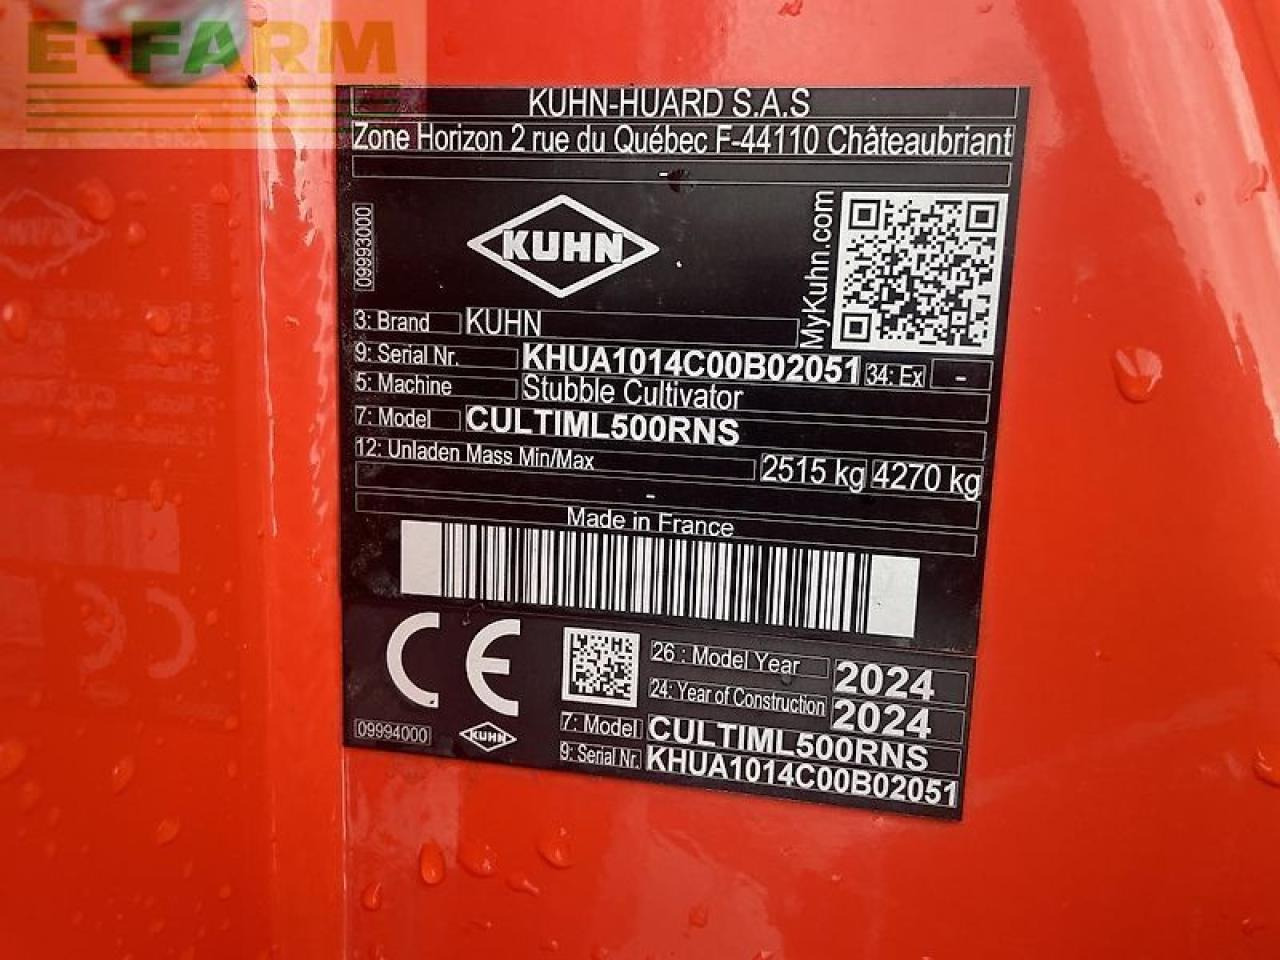 E-FARM
KUHN-HUARD S.A.S
Zone Horizon 2 rue du Québec F-44110 Châteaubriant
-
09993000
KUHN
MyKuhn.com
3: Brand KUHN
9: Serial Nr. KHUA1014C00B02051 34: Ex -
5: Machine Stubble Cultivator
7: Model CULTIML500RNS
12: Unladen Mass Min/Max 2515 kg 4270 kg
-
Made in France
CE
26 : Model Year 2024
24: Year of Construction 2024
09994000 KUHN
7: Model CULTIML500RNS
9: Serial Nr. KHUA1014C00B02051